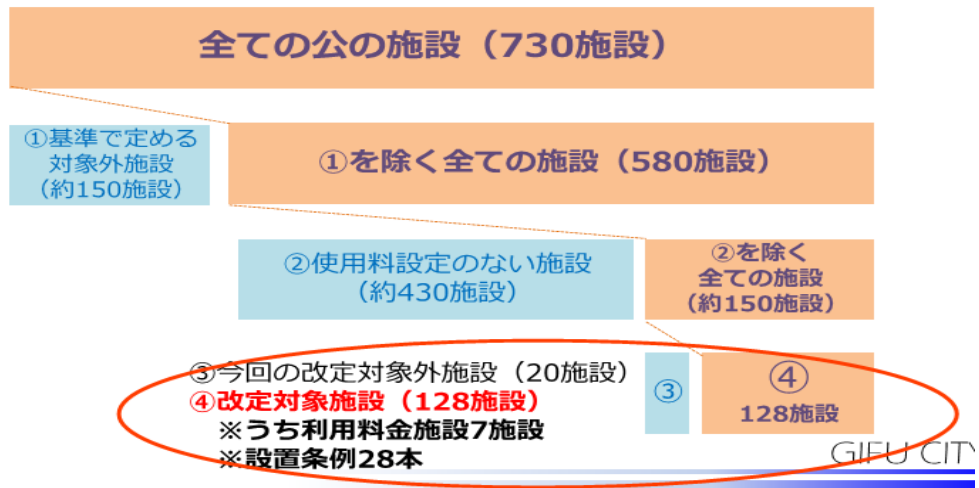 全ての公の施設（730施設）
①基準で定める
対象外施設
（約150施設）
①を除く全ての施設（580施設）
②使用料設定のない施設
（約430施設）
②を除く
全ての施設
（約150施設）
③今回の改定対象外施設（20施設）
④改定対象施設（128施設）
※うち利用料金施設7施設
※設置条例28本
③
④
128施設
GIFU CITY